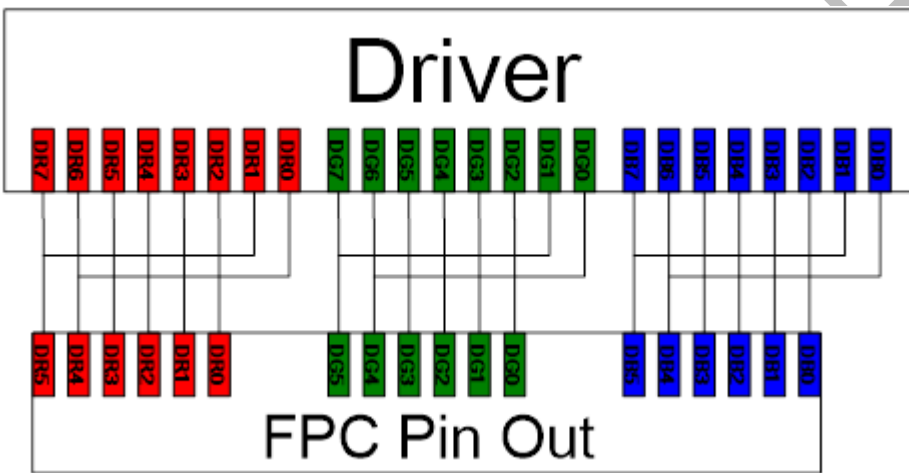 Driver
DR7 DR6 DR5 DR4 DR3 DR2 DR1 DR0 DG7 DG6 DG5 DG4 DG3 DG2 DG1 DG0 DB7 DB6 DB5 DB4 DB3 DB2 DB1 DB0
DR5 DR4 DR3 DR2 DR1 DR0 DG5 DG4 DG3 DG2 DG1 DG0 DB5 DB4 DB3 DB2 DB1 DB0
FPC Pin Out